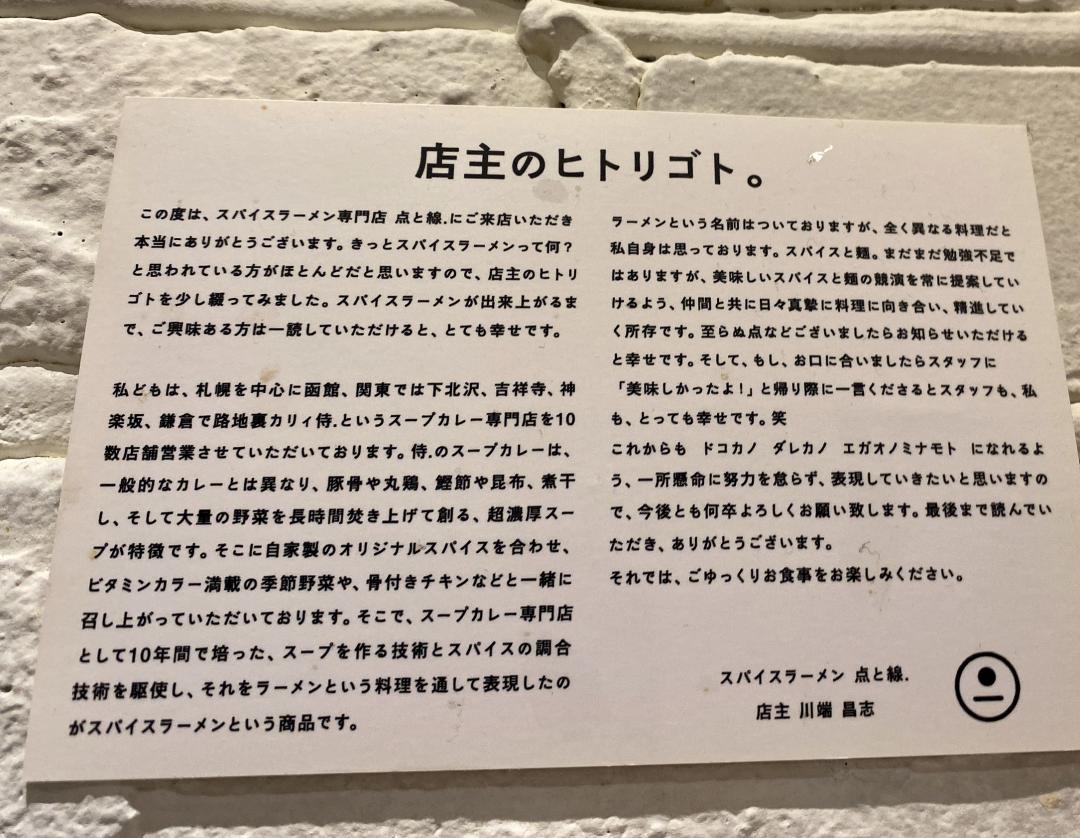 店主のヒトリゴト。
この度は、スパイスラーメン専門店 点と線.にご来店いただき
本当にありがとうございます。きっとスパイスラーメンって何?
と思われている方がほとんどだと思いますので、店主のヒトリ
ゴトを少し綴ってみました。スパイスラーメンが出来上がるま
で、ご興味ある方は一読していただけると、とても幸せです。
私どもは、札幌を中心に函館、関東では下北沢、吉祥寺、神
楽坂、鎌倉で路地裏カリィ侍.というスープカレー専門店を10
数店舗営業させていただいております。侍.のスープカレーは、
一般的なカレーとは異なり、豚骨や丸鶏、鰹節や昆布、煮干
し、そして大量の野菜を長時間焚き上げて創る、超濃厚スー
プが特徴です。そこに自家製のオリジナルスパイスを合わせ、
ビタミンカラー満載の季節野菜や、骨付きチキンなどと一緒に
召し上がっていただいております。そこで、スープカレー専門店
として10年間で培った、スープを作る技術とスパイスの調合
技術を駆使し、それをラーメンという料理を通して表現したの
がスパイスラーメンという商品です。
ラーメンという名前はついておりますが、全く異なる料理だと
私自身は思っております。スパイスと麺。まだまだ勉強不足で
はありますが、美味しいスパイスと麺の競演を常に提案してい
けるよう、仲間と共に日々真摯に料理に向き合い、精進してい
く所存です。至らぬ点などございましたらお知らせいただける
と幸せです。そして、もし、お口に合いましたらスタッフに
「美味しかったよ!」と帰り際に一言くださるとスタッフも、私
も、とっても幸せです。笑
これからも ドコカノ ダレカノ エガオノミナモト になれるよ
う、一所懸命に努力を怠らず、表現していきたいと思いますの
で、今後とも何卒よろしくお願い致します。最後まで読んでい
ただき、ありがとうございます。
それでは、ごゆっくりお食事をお楽しみください。
スパイスラーメン 点と線.
店主 川端 昌志